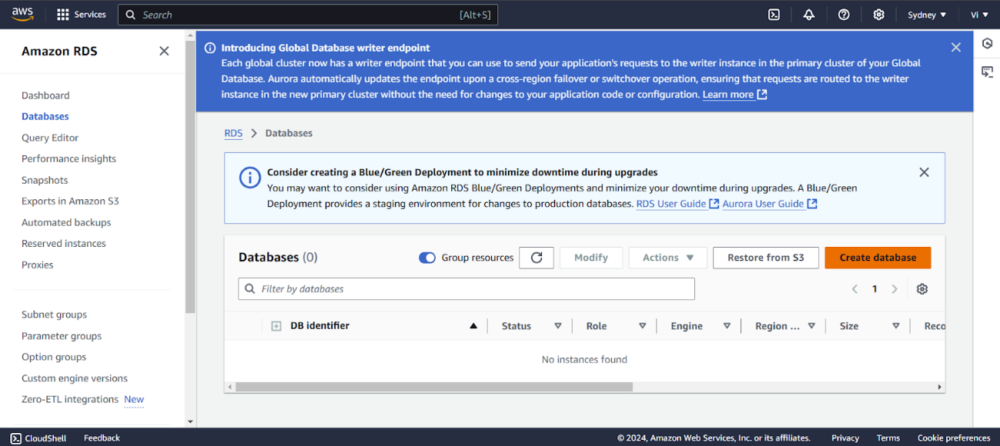 aws Services Search [Alt+S] Sydney Vi
Amazon RDS
Dashboard
Databases
Query Editor
Performance insights
Snapshots
Exports in Amazon S3
Automated backups
Reserved instances
Proxies
Subnet groups
Parameter groups
Option groups
Custom engine versions
Zero-ETL integrations New
Introducing Global Database writer endpoint
Each global cluster now has a writer endpoint that you can use to send your application's requests to the writer instance in the primary cluster of your Global
Database. Aurora automatically updates the endpoint upon a cross-region failover or switchover operation, ensuring that requests are routed to the writer
instance in the new primary cluster without the need for changes to your application code or configuration. Learn more
RDS > Databases
Consider creating a Blue/Green Deployment to minimize downtime during upgrades
You may want to consider using Amazon RDS Blue/Green Deployments and minimize your downtime during upgrades. A Blue/Green
Deployment provides a staging environment for changes to production databases. RDS User Guide Aurora User Guide
Databases (0) Group resources Modify Actions Restore from S3 Create database
Filter by databases < 1 >
DB identifier Status Role Engine Region ... Size Reco
No instances found
CloudShell Feedback © 2024, Amazon Web Services, Inc. or its affiliates. Privacy Terms Cookie preferences